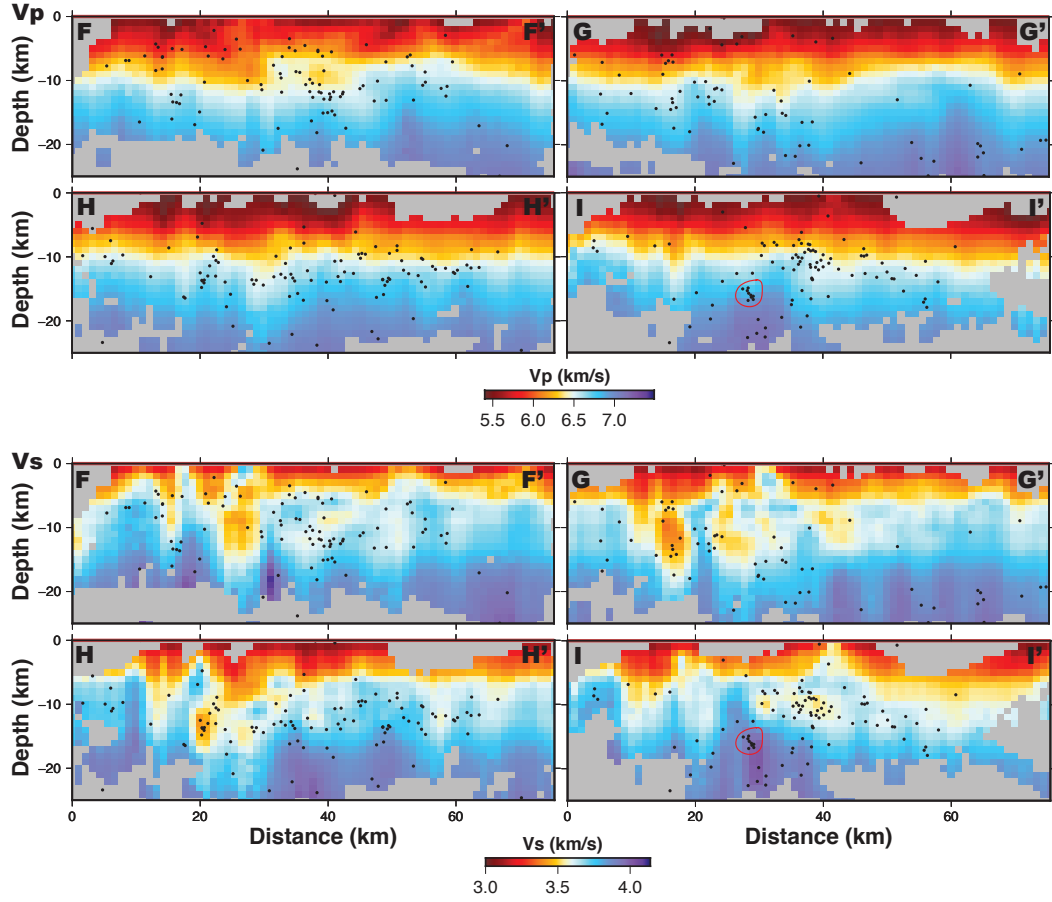 Vp
F F' G G'
Depth (km)
0
−10
−20
H H' I I'
Depth (km)
0
−10
−20
Vp (km/s)
5.5 6.0 6.5 7.0
Vs
F F' G G'
Depth (km)
0
−10
−20
H H' I I'
Depth (km)
0
−10
−20
0 20 40 60 0 20 40 60
Distance (km) Distance (km)
Vs (km/s)
3.0 3.5 4.0